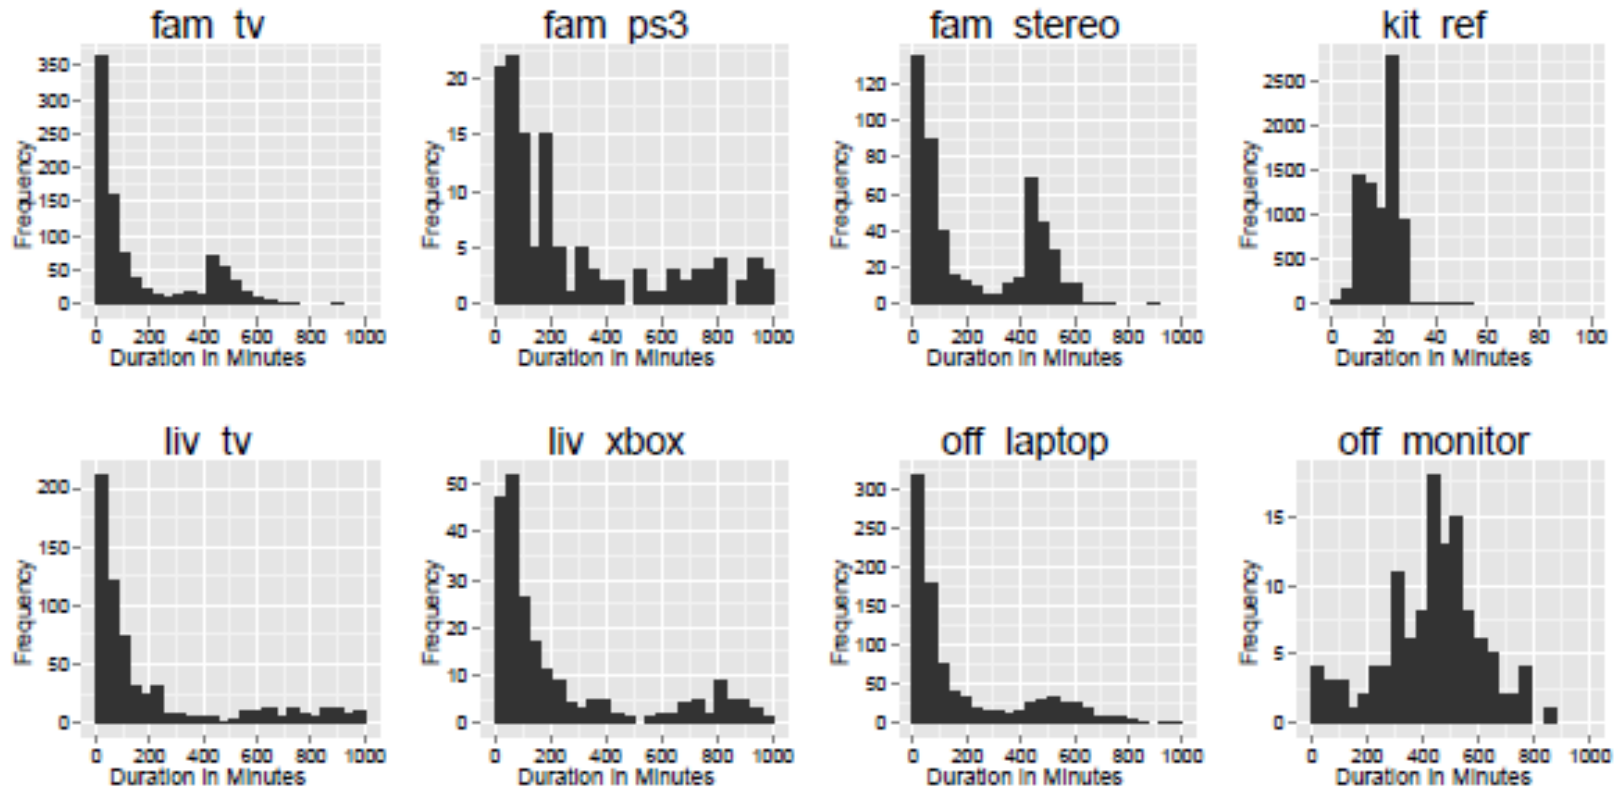 fam tv
350
300
250
200
150
100
50
0
Frequency
0 200 400 600 800 1000
Duration in Minutes
fam ps3
20
15
10
5
0
Frequency
0 200 400 600 800 1000
Duration in Minutes
fam stereo
120
100
80
60
40
20
0
Frequency
0 200 400 600 800 1000
Duration in Minutes
kit ref
2500
2000
1500
1000
500
0
Frequency
0 20 40 60 80 100
Duration in Minutes
liv tv
200
150
100
50
0
Frequency
0 200 400 600 800 1000
Duration in Minutes
liv xbox
50
40
30
20
10
0
Frequency
0 200 400 600 800 1000
Duration in Minutes
off laptop
300
250
200
150
100
50
0
Frequency
0 200 400 600 800 1000
Duration in Minutes
off monitor
15
10
5
0
Frequency
0 200 400 600 800 1000
Duration in Minutes